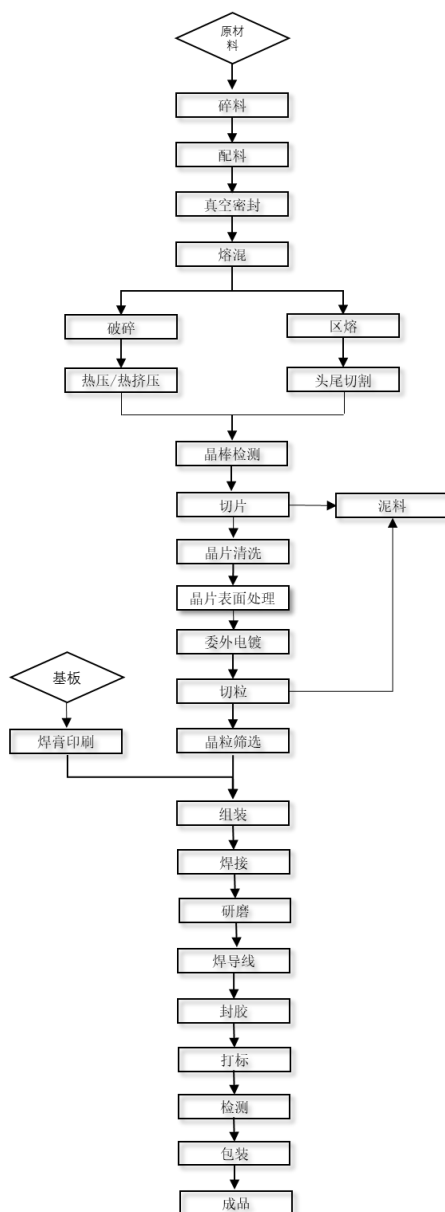 原材
料
碎料
配料
真空密封
熔混
破碎
区熔
热压/热挤压
头尾切割
晶棒检测
切片
泥料
晶片清洗
晶片表面处理
委外电镀
基板
切粒
焊膏印刷
晶粒筛选
组装
焊接
研磨
焊导线
封胶
打标
检测
包装
成品